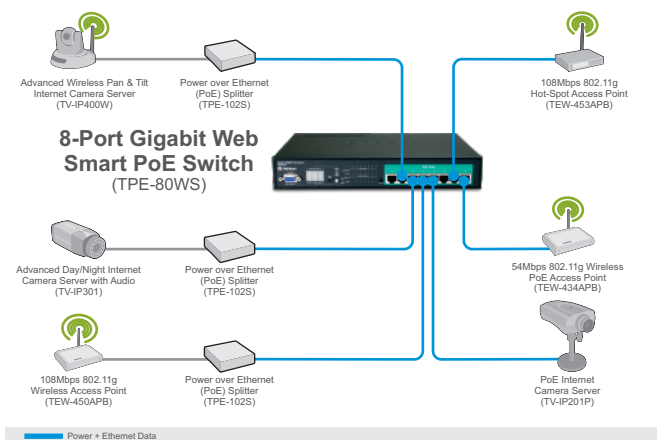 Advanced Wireless Pan & Tilt
Internet Camera Server
(TV-IP400W)
Power over Ethernet
(PoE) Splitter
(TPE-102S)
108Mbps 802.11g
Hot-Spot Access Point
(TEW-453APB)
8-Port Gigabit Web
Smart PoE Switch
(TPE-80WS)
Advanced Day/Night Internet
Camera Server with Audio
(TV-IP301)
Power over Ethernet
(PoE) Splitter
(TPE-102S)
54Mbps 802.11g Wireless
PoE Access Point
(TEW-434APB)
108Mbps 802.11g
Wireless Access Point
(TEW-450APB)
Power over Ethernet
(PoE) Splitter
(TPE-102S)
PoE Internet
Camera Server
(TV-IP201P)
Power + Ethernet Data